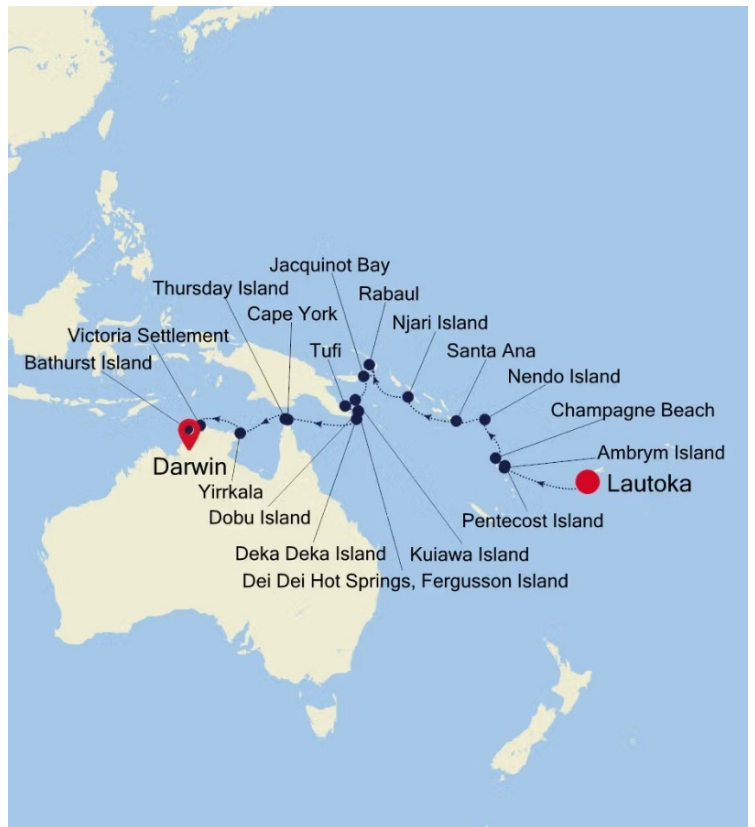 Jacquinot Bay
Thursday Island
Rabaul
Cape York
Njari Island
Victoria Settlement
Tufi
Santa Ana
Bathurst Island
Nendo Island
Champagne Beach
Ambrym Island
Darwin
Lautoka
Yirrkala
Dobu Island
Pentecost Island
Deka Deka Island
Kuiawa Island
Dei Dei Hot Springs, Fergusson Island